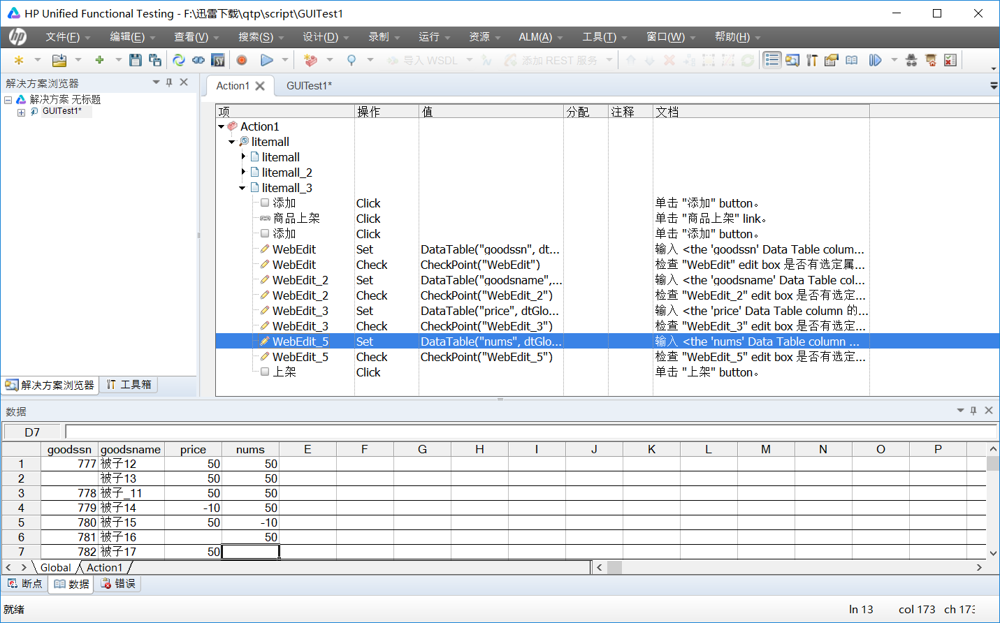 HP Unified Functional Testing - F:\迅雷下载\qtp\script\GUITest1
hp 文件(F) 编辑(E) 查看(V) 搜索(S) 设计(D) 录制 运行 资源 ALM(A) 工具(T) 窗口(W) 帮助(H)
导入 WSDL 添加 REST 服务
解决方案浏览器
解决方案 无标题
GUITest1*
解决方案浏览器 工具箱
Action1 GUITest1*
项 操作 值 分配 注释 文档
Action1
litemall
litemall
litemall_2
litemall_3
添加 Click 单击 "添加" button。
商品上架 Click 单击 "商品上架" link。
添加 Click 单击 "添加" button。
WebEdit Set DataTable("goodssn", dt... 输入 <the 'goodssn' Data Table colum...
WebEdit Check CheckPoint("WebEdit") 检查 "WebEdit" edit box 是否有选定属...
WebEdit_2 Set DataTable("goodsname",... 输入 <the 'goodsname' Data Table col...
WebEdit_2 Check CheckPoint("WebEdit_2") 检查 "WebEdit_2" edit box 是否有选定...
WebEdit_3 Set DataTable("price", dtGlo... 输入 <the 'price' Data Table column 的...
WebEdit_3 Check CheckPoint("WebEdit_3") 检查 "WebEdit_3" edit box 是否有选定...
WebEdit_5 Set DataTable("nums", dtGlo... 输入 <the 'nums' Data Table column ...
WebEdit_5 Check CheckPoint("WebEdit_5") 检查 "WebEdit_5" edit box 是否有选定...
上架 Click 单击 "上架" button。
数据
D7
goodssn goodsname price nums E F G H I J K L M N O P
1 777 被子12 50 50
2 被子13 50 50
3 778 被子_11 50 50
4 779 被子14 -10 50
5 780 被子15 50 -10
6 781 被子16 50
7 782 被子17 50
Global Action1
断点 数据 错误
就绪 ln 13 col 173 ch 173